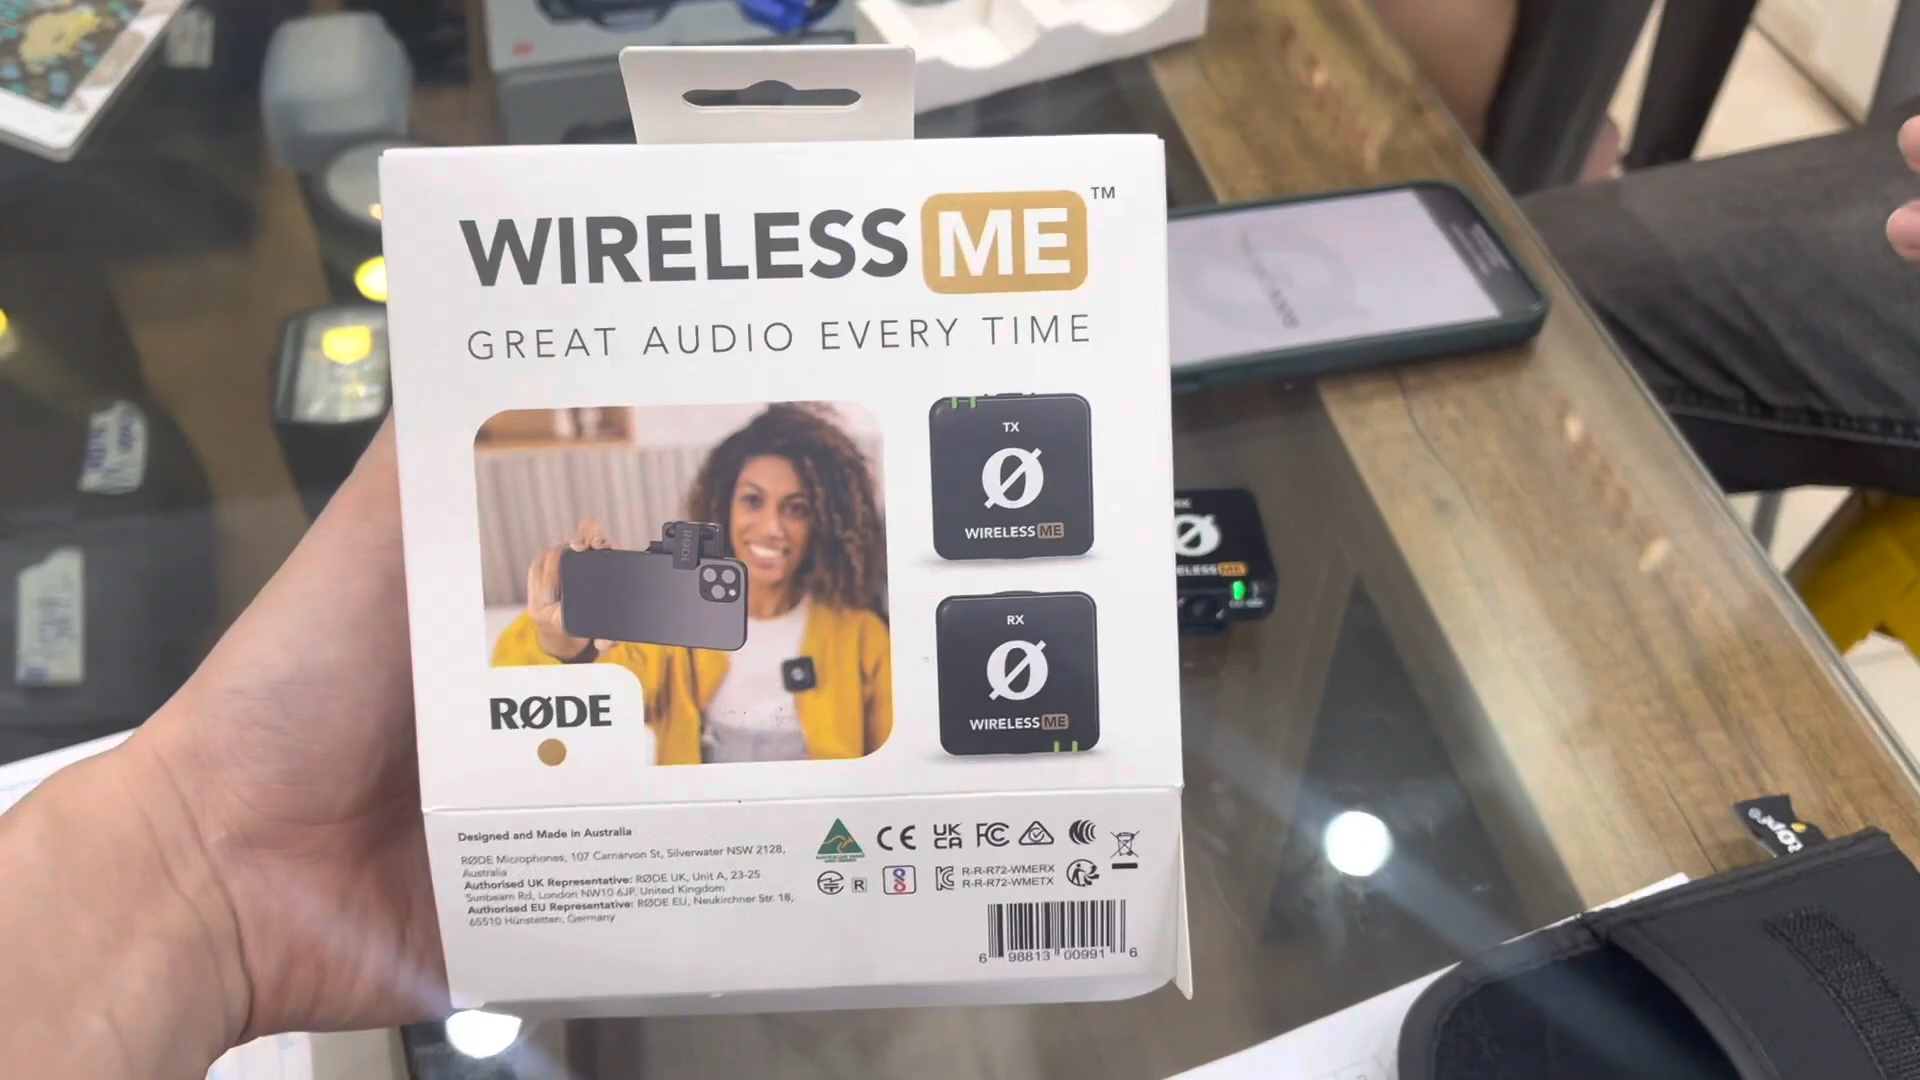 WIRELESS ME™
GREAT AUDIO EVERY TIME
TX
WIRELESS ME
RØDE
RX
WIRELESS ME
RØDE
Designed and Made in Australia
RØDE Microphones, 107 Carnarvon St, Silverwater NSW 2128,
Australia
Authorised UK Representative: RØDE UK, Unit A, 23-25
Sunbeam Rd, London NW10 6JP, United Kingdom
Authorised EU Representative: RØDE EU, Neukirchner Str. 18,
65510 Hünstetten, Germany
CE UK CA FC
R
R-R-R72-WMERX
R-R-R72-WMETX
6 98813 00991 6
ELESS ME